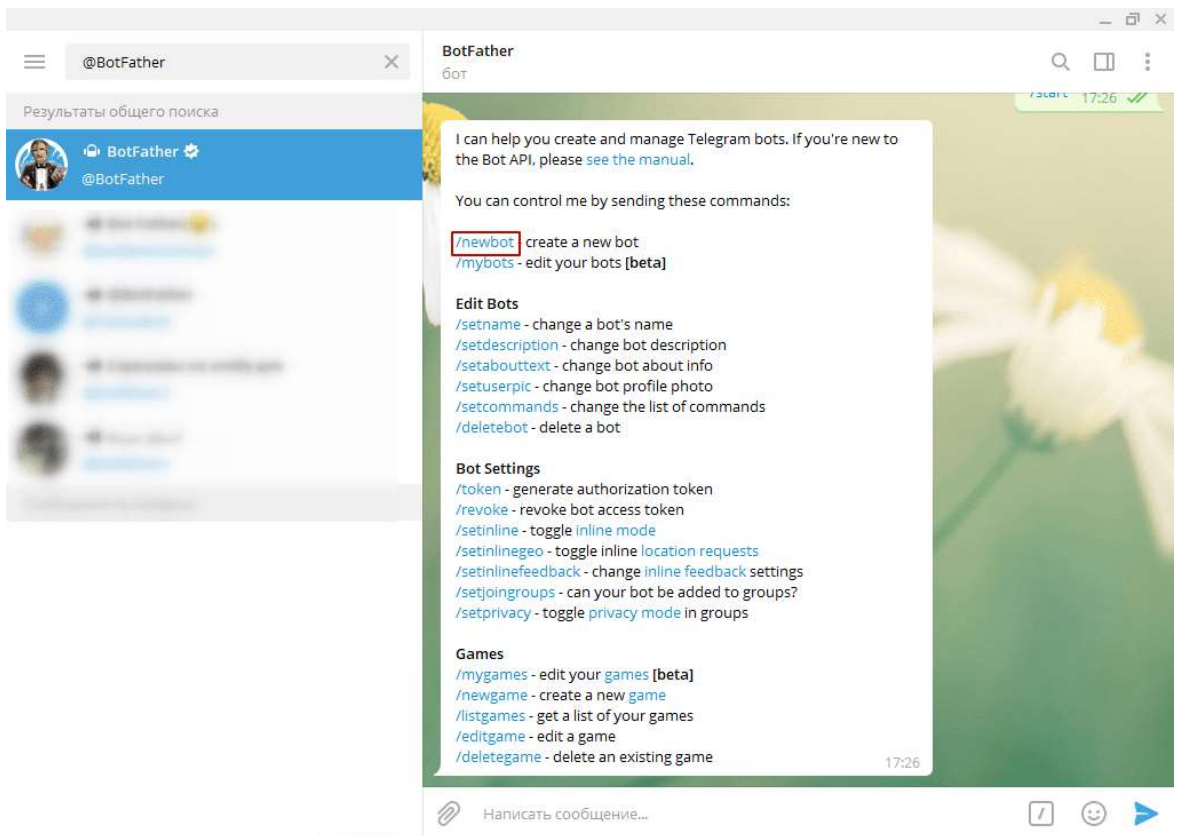 @BotFather
Результаты общего поиска
BotFather
@BotFather
BotFather
бот
/start 17:26
I can help you create and manage Telegram bots. If you're new to
the Bot API, please see the manual.
You can control me by sending these commands:
/newbot - create a new bot
/mybots - edit your bots [beta]
Edit Bots
/setname - change a bot's name
/setdescription - change bot description
/setabouttext - change bot about info
/setuserpic - change bot profile photo
/setcommands - change the list of commands
/deletebot - delete a bot
Bot Settings
/token - generate authorization token
/revoke - revoke bot access token
/setinline - toggle inline mode
/setinlinegeo - toggle inline location requests
/setinlinefeedback - change inline feedback settings
/setjoingroups - can your bot be added to groups?
/setprivacy - toggle privacy mode in groups
Games
/mygames - edit your games [beta]
/newgame - create a new game
/listgames - get a list of your games
/editgame - edit a game
/deletegame - delete an existing game
17:26
Написать сообщение...